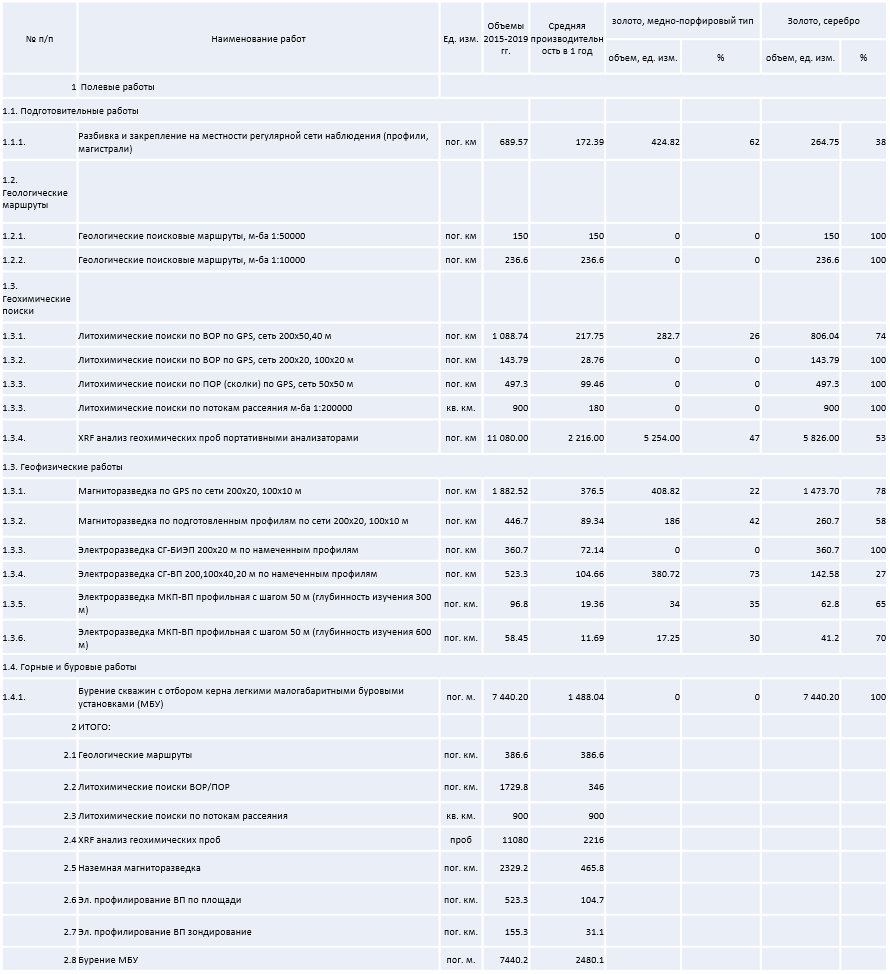 № п/п Наименование работ Ед. изм. Объемы 2015-2019 гг. Средняя производительн ость в 1 год золото, медно-порфировый тип Золото, серебро
объем, ед. изм. % объем, ед. изм. %
1 Полевые работы
1.1. Подготовительные работы
1.1.1. Разбивка и закрепление на местности регулярной сети наблюдения (профили, магистрали) пог. км 689.57 172.39 424.82 62 264.75 38
1.2. Геологические маршруты
1.2.1. Геологические поисковые маршруты, м-ба 1:50000 пог. км 150 150 0 0 150 100
1.2.2. Геологические поисковые маршруты, м-ба 1:10000 пог. км 236.6 236.6 0 0 236.6 100
1.3. Геохимические поиски
1.3.1. Литохимические поиски по ВОР по GPS, сеть 200х50,40 м пог. км 1 088.74 217.75 282.7 26 806.04 74
1.3.2. Литохимические поиски по ВОР по GPS, сеть 200х20, 100х20 м пог. км 143.79 28.76 0 0 143.79 100
1.3.3. Литохимические поиски по ПОР (сколки) по GPS, сеть 50х50 м пог. км 497.3 99.46 0 0 497.3 100
1.3.3. Литохимические поиски по потокам рассеяния м-ба 1:200000 кв. км. 900 180 0 0 900 100
1.3.4. XRF анализ геохимических проб портативными анализаторами пог. км 11 080.00 2 216.00 5 254.00 47 5 826.00 53
1.3. Геофизические работы
1.3.1. Магниторазведка по GPS по сети 200х20, 100х10 м пог. км 1 882.52 376.5 408.82 22 1 473.70 78
1.3.2. Магниторазведка по подготовленным профилям по сети 200х20, 100х10 м пог. км 446.7 89.34 186 42 260.7 58
1.3.3. Электроразведка СГ-БИЭП 200х20 м по намеченным профилям пог. км 360.7 72.14 0 0 360.7 100
1.3.4. Электроразведка СГ-ВП 200,100х40,20 м по намеченным профилям пог. км 523.3 104.66 380.72 73 142.58 27
1.3.5. Электроразведка МКП-ВП профильная с шагом 50 м (глубинность изучения 300 м) пог. км. 96.8 19.36 34 35 62.8 65
1.3.6. Электроразведка МКП-ВП профильная с шагом 50 м (глубинность изучения 600 м) пог. км. 58.45 11.69 17.25 30 41.2 70
1.4. Горные и буровые работы
1.4.1. Бурение скважин с отбором керна легкими малогабаритными буровыми установками (МБУ) пог. м. 7 440.20 1 488.04 0 0 7 440.20 100
2 ИТОГО:
2.1 Геологические маршруты пог. км. 386.6 386.6
2.2 Литохимические поиски ВОР/ПОР пог. км. 1729.8 346
2.3 Литохимические поиски по потокам рассеяния кв. км. 900 900
2.4 XRF анализ геохимических проб проб 11080 2216
2.5 Наземная магниторазведка пог. км. 2329.2 465.8
2.6 Эл. профилирование ВП по площади пог. км. 523.3 104.7
2.7 Эл. профилирование ВП зондирование пог. км. 155.3 31.1
2.8 Бурение МБУ пог. м. 7440.2 2480.1